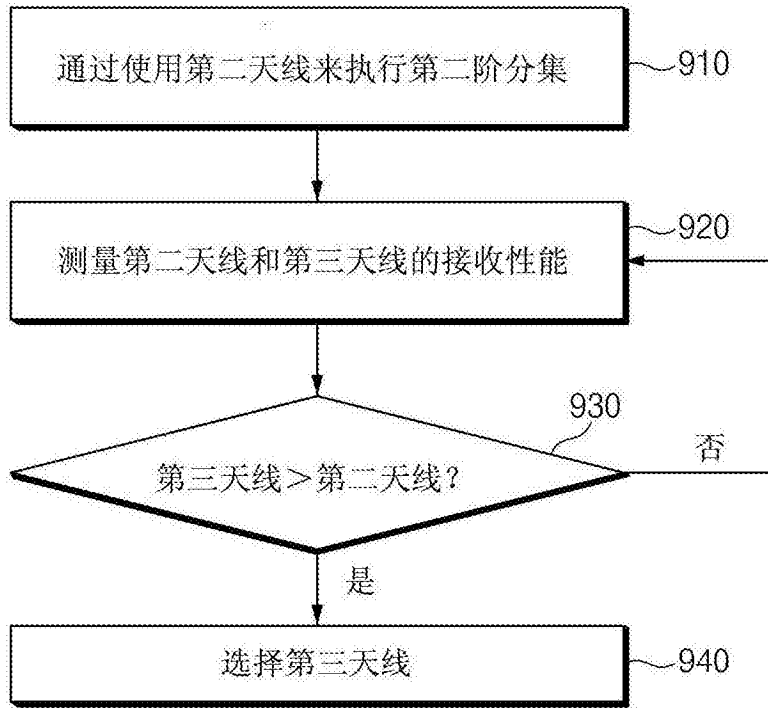 通过使用第二天线来执行第二阶分集
910
测量第二天线和第三天线的接收性能
920
930
第三天线>第二天线?
否
是
选择第三天线
940